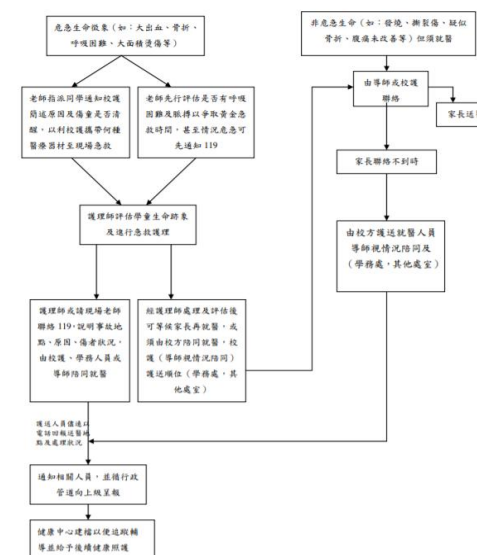 危急生命徵象（如：大出血、骨折、
呼吸困難、大面積燙傷等）
非危急生命（如：發燒、撕裂傷、疑似
骨折、腹痛未改善等）但須就醫
老師指派同學通知校護
簡述原因及傷童是否清
醒，以利校護攜帶何種
醫療器材至現場急救
老師先行評估是否有呼吸
困難及脈搏以爭取黃金急
救時間，甚至情況危急可
先通知 119
由導師或校護
聯絡
家長送
家長聯絡不到時
護理師評估學童生命跡象
及進行急救護理
由校方護送就醫人員
導師視情況陪同及
（學務處，其他處室）
護理師或請現場老師
聯絡 119，說明事故地
點、原因、傷者狀況，
由校護、學務人員或
導師陪同就醫
經護理師處理及評估後
可等候家長再就醫，或
須由校方陪同就醫，校
護（導師視情況陪同）
護送順位（學務處，其
他處室）
護送人員儘速以
電話回報送醫地
點及處理狀況
通知相關人員，並循行政
管道向上級呈報
健康中心建檔以便追蹤輔
導並給予後續健康照護